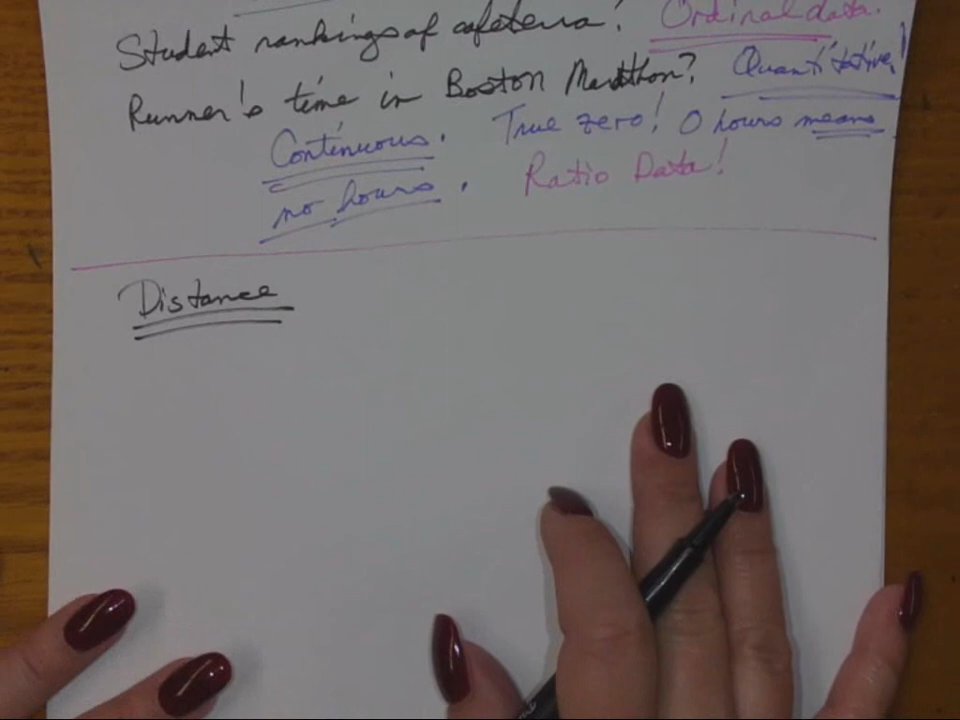 Student rankings of cafeterra? Ordinal data.
Runner's time in Boston Marathon? Quantitative!
Continuous. True zero! 0 hours means
no hours. Ratio Data!
Distance